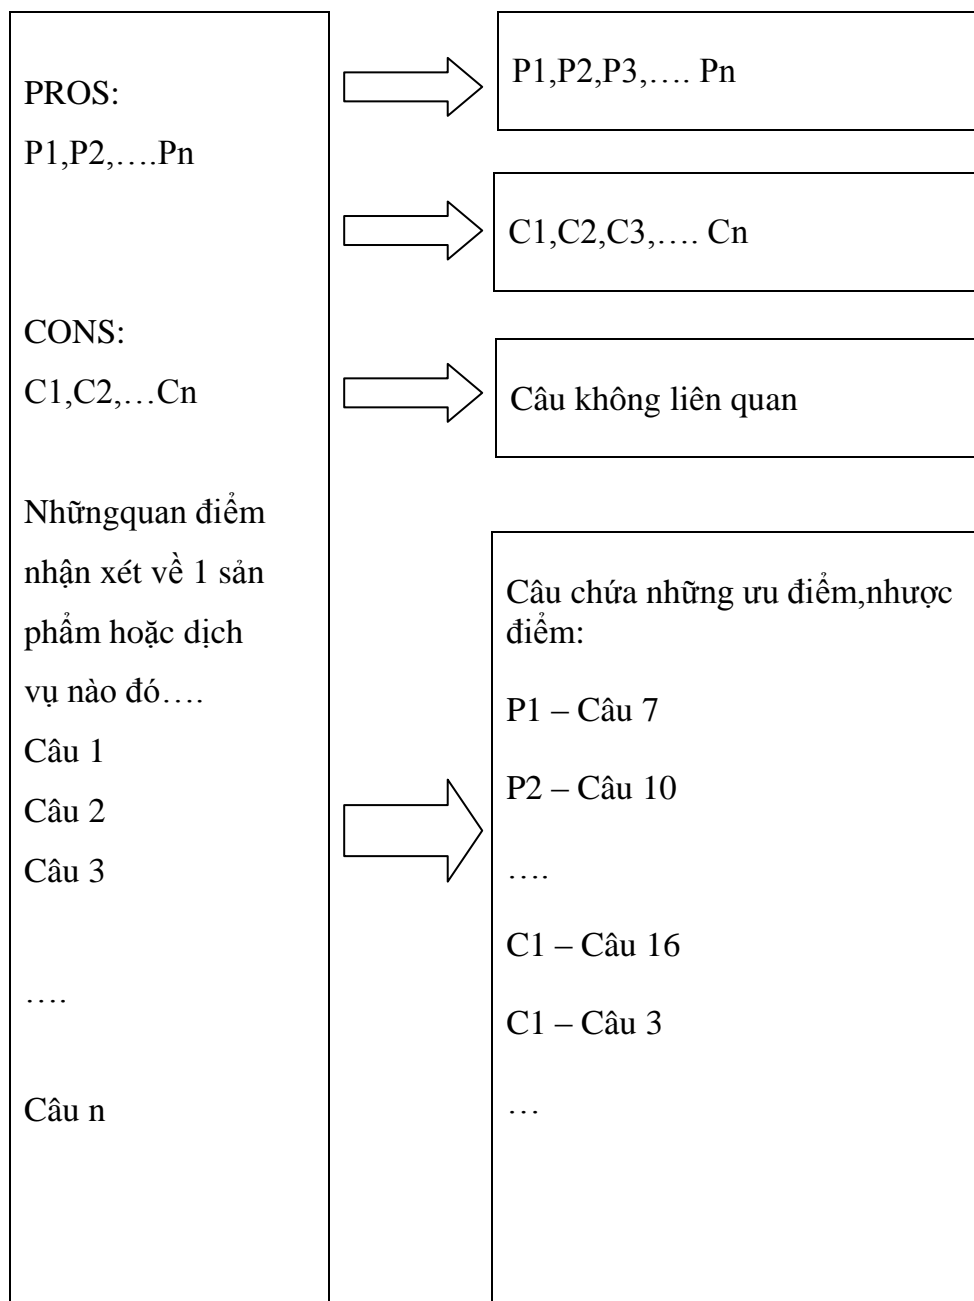 PROS:
P1,P2,….Pn
CONS:
C1,C2,…Cn
Nhữngquan điểm
nhận xét về 1 sản
phẩm hoặc dịch
vụ nào đó….
Câu 1
Câu 2
Câu 3
….
Câu n
P1,P2,P3,…. Pn
C1,C2,C3,…. Cn
Câu không liên quan
Câu chứa những ưu điểm,nhược
điểm:
P1 – Câu 7
P2 – Câu 10
….
C1 – Câu 16
C1 – Câu 3
…